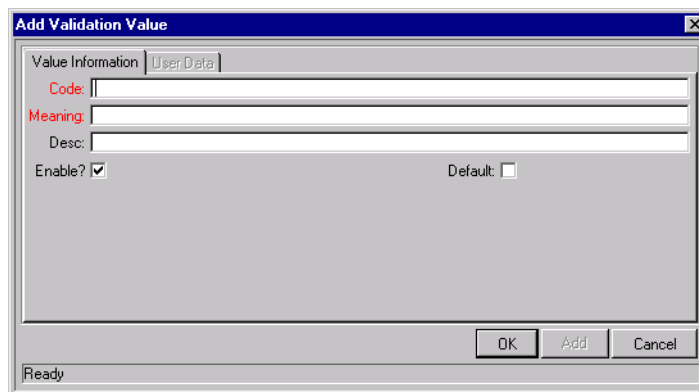 Add Validation Value
Value Information User Data
Code:
Meaning:
Desc:
Enable? Default:
OK Add Cancel
Ready